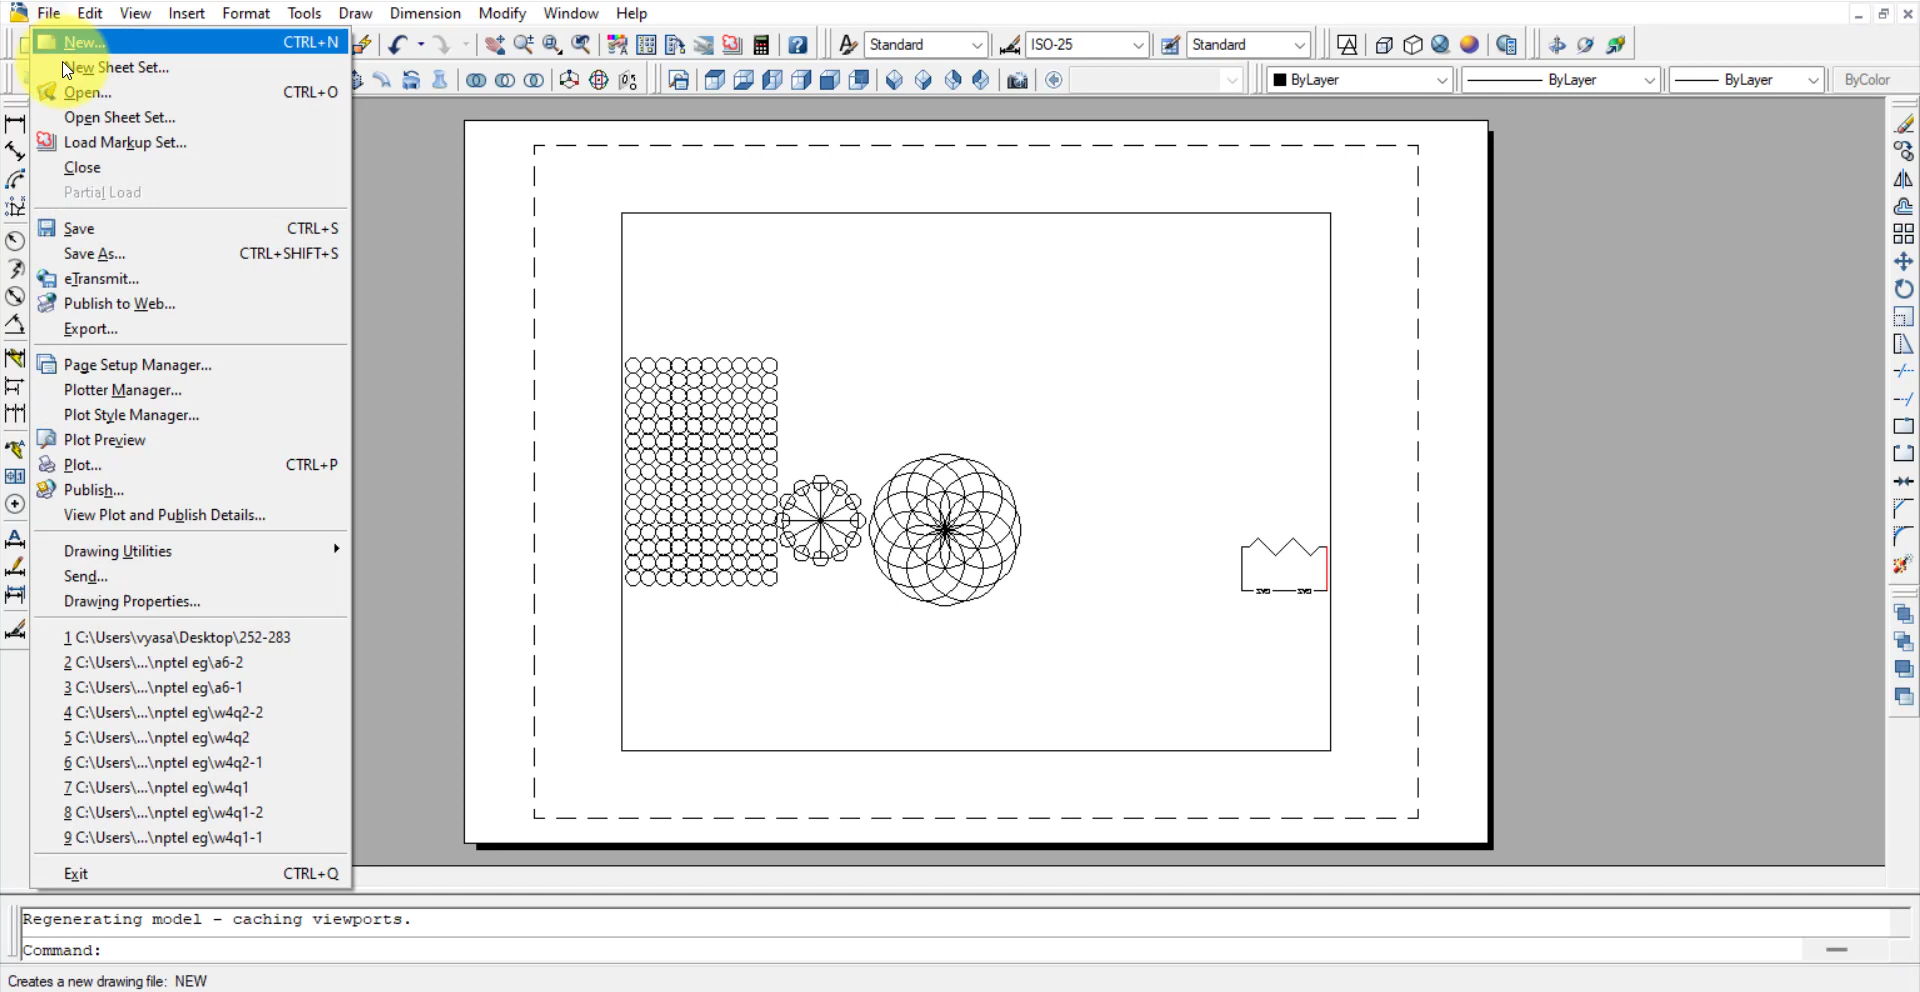 File Edit View Insert Format Tools Draw Dimension Modify Window Help
New... CTRL+N
Standard ISO-25 Standard
New Sheet Set...
ByLayer ByLayer ByLayer ByColor
Open... CTRL+O
Open Sheet Set...
Load Markup Set...
Close
Partial Load
Save CTRL+S
Save As... CTRL+SHIFT+S
eTransmit...
Publish to Web...
Export...
Page Setup Manager...
Plotter Manager...
Plot Style Manager...
Plot Preview
Plot... CTRL+P
Publish...
View Plot and Publish Details...
Drawing Utilities
Send...
Drawing Properties...
1 C:\Users\vyasa\Desktop\252-283
2 C:\Users\...\nptel eg\a6-2
3 C:\Users\...\nptel eg\a6-1
4 C:\Users\...\nptel eg\w4q2-2
5 C:\Users\...\nptel eg\w4q2
6 C:\Users\...\nptel eg\w4q2-1
7 C:\Users\...\nptel eg\w4q1
8 C:\Users\...\nptel eg\w4q1-2
9 C:\Users\...\nptel eg\w4q1-1
Exit CTRL+Q
Regenerating model - caching viewports.
Command:
Creates a new drawing file: NEW